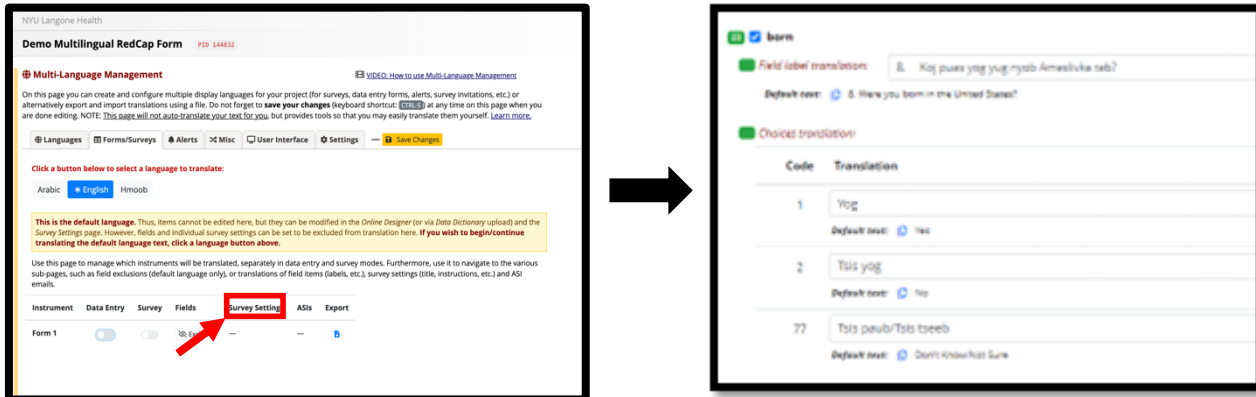 NYU Langone Health
Demo Multilingual RedCap Form PID 144832
Multi-Language Management
VIDEO: How to use Multi-Language Management
On this page you can create and configure multiple display languages for your project (for surveys, data entry forms, alerts, survey invitations, etc.) or
alternatively export and import translations using a file. Do not forget to save your changes (keyboard shortcut: CTRL-S) at any time on this page when you
are done editing. NOTE: This page will not auto-translate your text for you, but provides tools so that you may easily translate them yourself. Learn more.
Languages Forms/Surveys Alerts Misc User Interface Settings — Save Changes
Click a button below to select a language to translate:
Arabic English Hmoob
This is the default language. Thus, items cannot be edited here, but they can be modified in the Online Designer (or via Data Dictionary upload) and the
Survey Settings page. However, fields and individual survey settings can be set to be excluded from translation here. If you wish to begin/continue
translating the default language text, click a language button above.
Use this page to manage which instruments will be translated, separately in data entry and survey modes. Furthermore, use it to navigate to the various
sub-pages, such as field exclusions (default language only), or translations of field items (labels, etc.), survey settings (title, instructions, etc.) and ASI
emails.
Instrument Data Entry Survey Fields Survey Setting ASIs Export
Form 1 — —
born
Field label translation: 8. Koj puas yog yug nyob Ameslivka teb?
Default text: 8. Were you born in the United States?
Choices translation:
Code Translation
1 Yog
Default text: Yes
2 Tsis yog
Default text: No
77 Tsis paub/Tsis tseeb
Default text: Don't Know/Not Sure